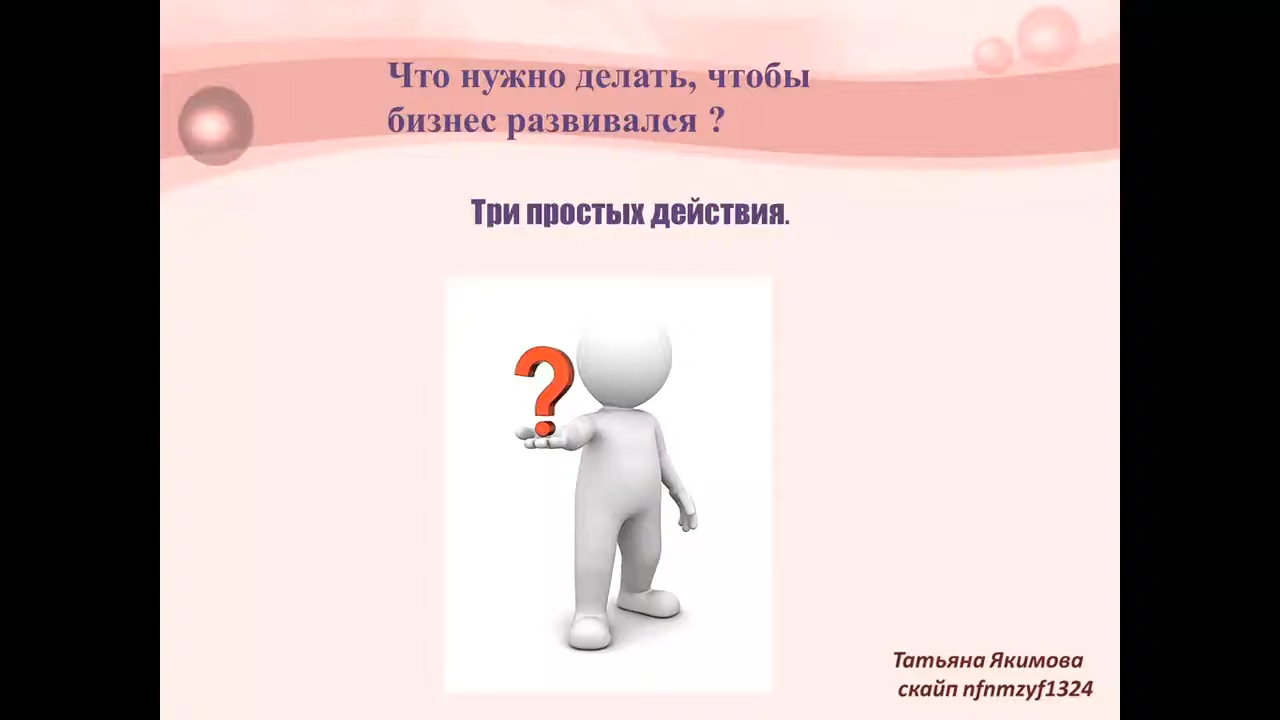 Что нужно делать, чтобы
бизнес развивался ?
Три простых действия.
?
Татьяна Якимова
скайп nfnmzyf1324